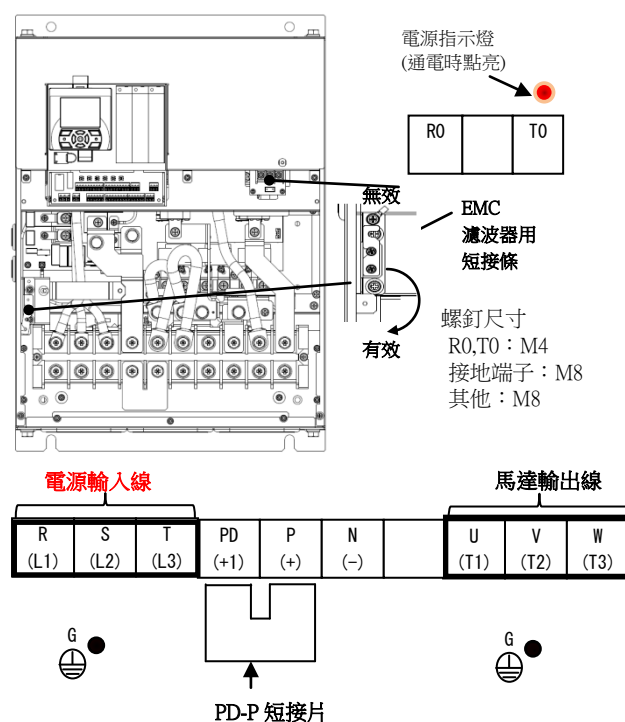 電源指示燈
(通電時點亮)
R0 T0
無效
EMC
濾波器用
短接條
有效
螺釘尺寸
R0,T0：M4
接地端子：M8
其他：M8
電源輸入線
馬達輸出線
R S T PD P N U V W
(L1) (L2) (L3) (+1) (+) (-) (T1) (T2) (T3)
G G
PD-P 短接片